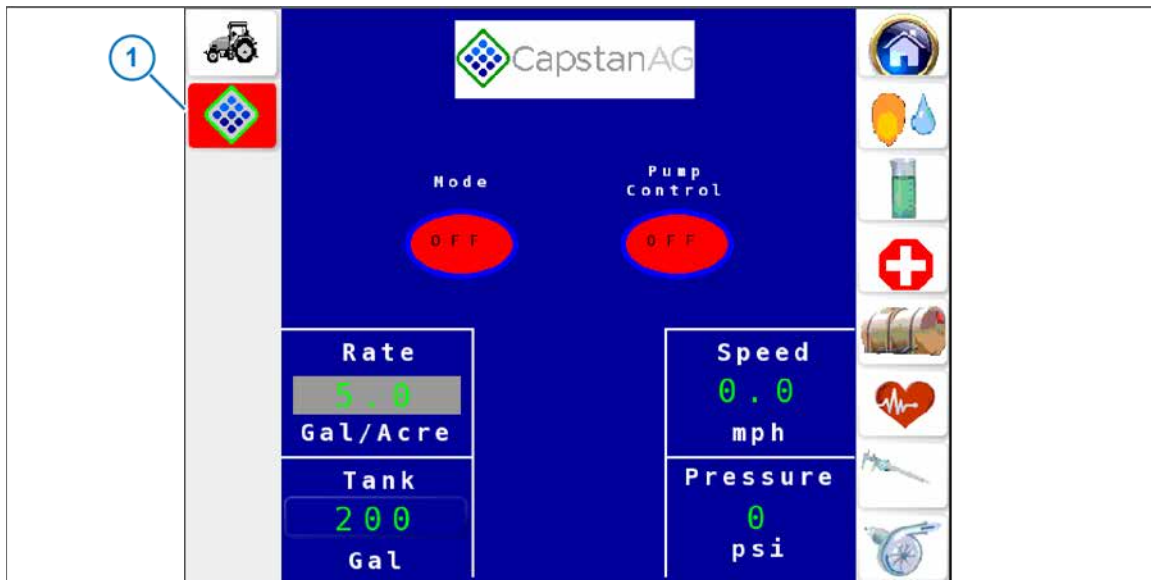 1
CapstanAG
Mode
Pump
Control
OFF
OFF
Rate
5.0
Gal/Acre
Tank
200
Gal
Speed
0.0
mph
Pressure
0
psi